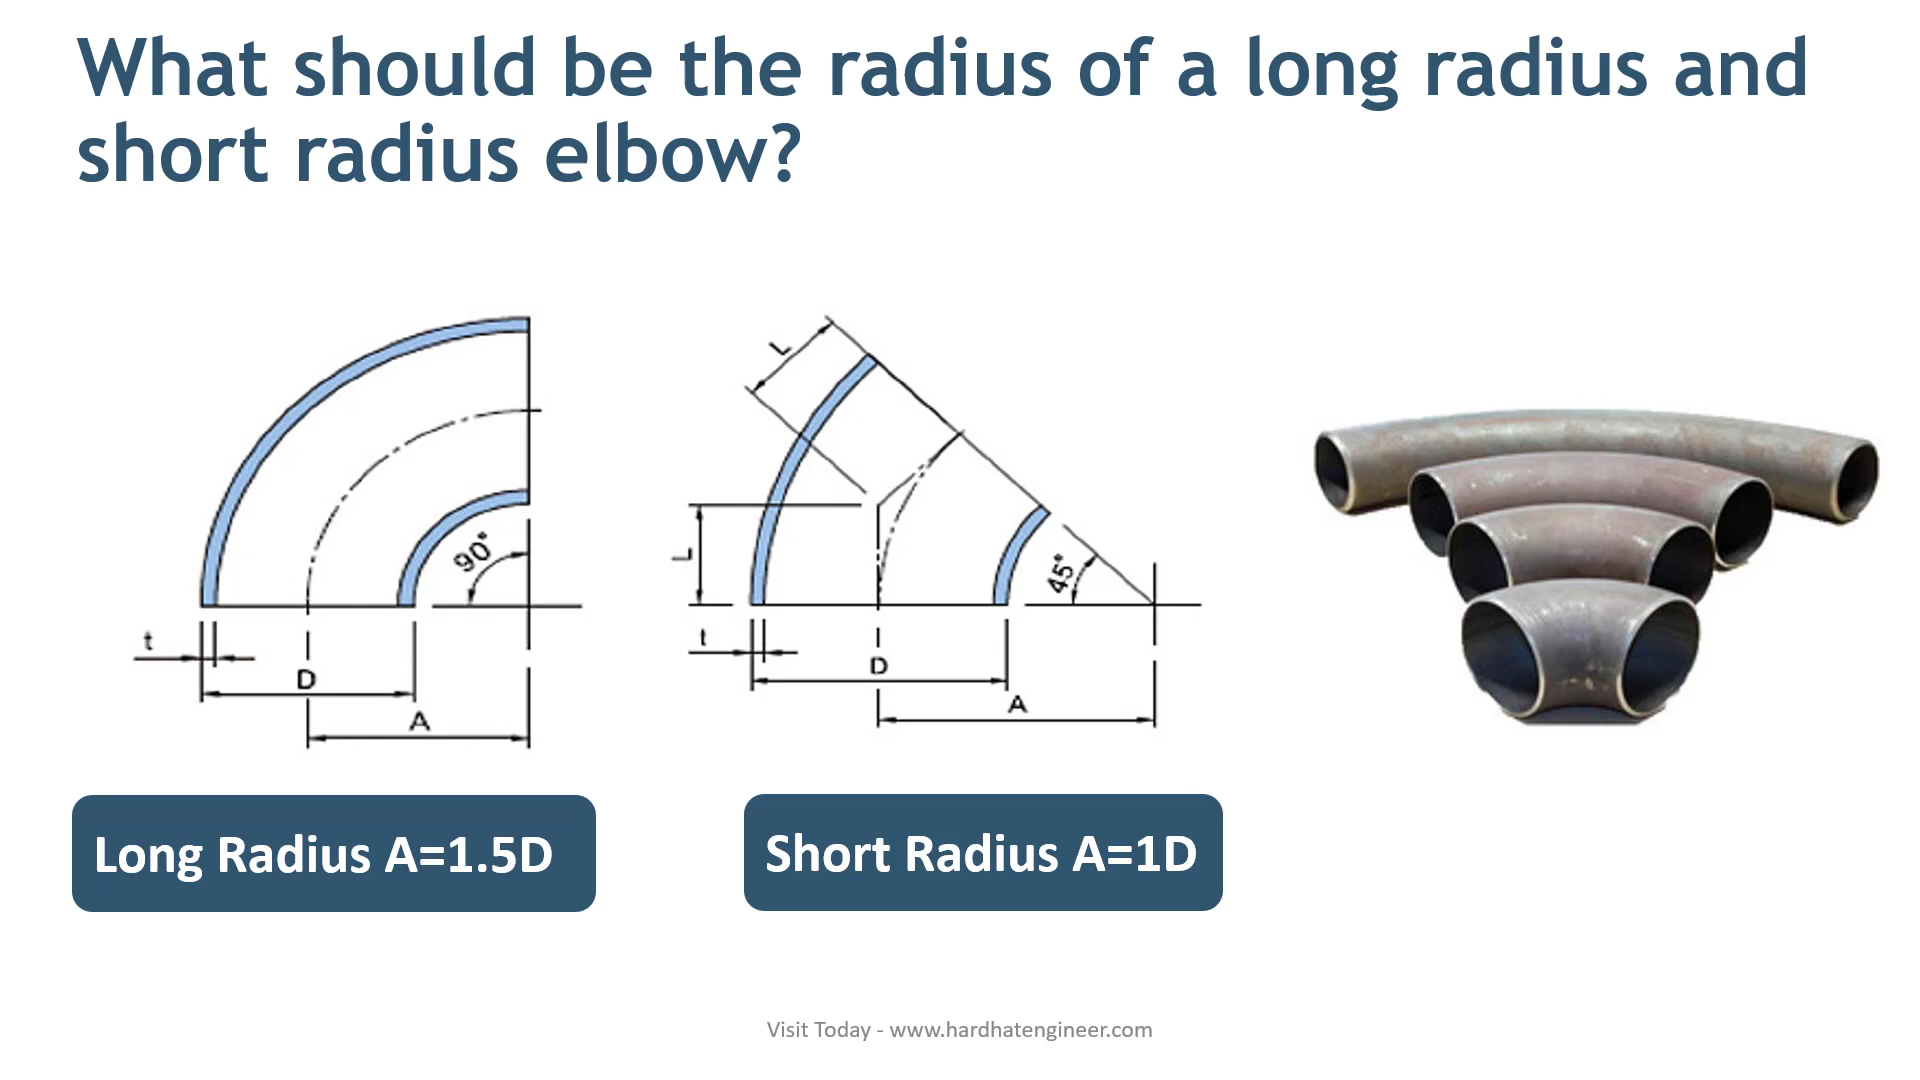 What should be the radius of a long radius and
short radius elbow?
90°
t
D
A
L
L
45°
t
D
A
Long Radius A=1.5D
Short Radius A=1D
Visit Today - www.hardhatengineer.com